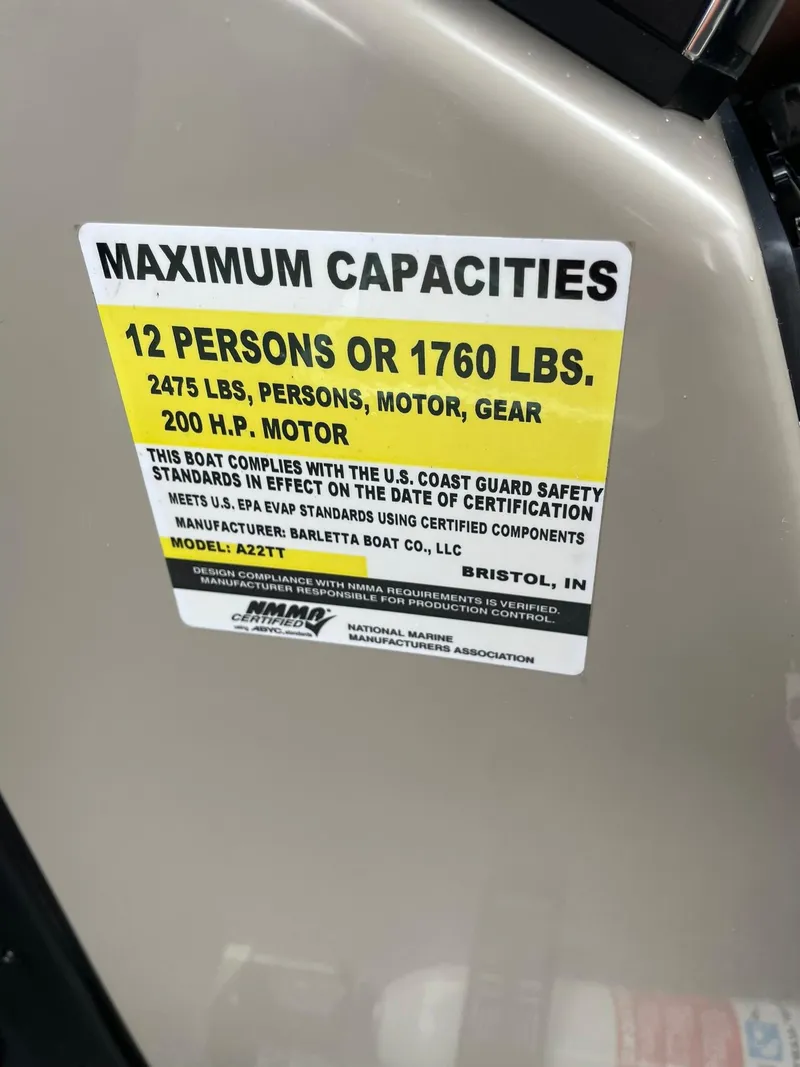 MAXIMUM CAPACITIES
12 PERSONS OR 1760 LBS.
2475 LBS, PERSONS, MOTOR, GEAR
200 H.P. MOTOR
THIS BOAT COMPLIES WITH THE U.S. COAST GUARD SAFETY
STANDARDS IN EFFECT ON THE DATE OF CERTIFICATION
MEETS U.S. EPA EVAP STANDARDS USING CERTIFIED COMPONENTS
MANUFACTURER: BARLETTA BOAT CO., LLC
MODEL: A22TT
BRISTOL, IN
DESIGN COMPLIANCE WITH NMMA REQUIREMENTS IS VERIFIED.
MANUFACTURER RESPONSIBLE FOR PRODUCTION CONTROL.
NMMA
CERTIFIED
using ABYC standards
NATIONAL MARINE
MANUFACTURERS ASSOCIATION